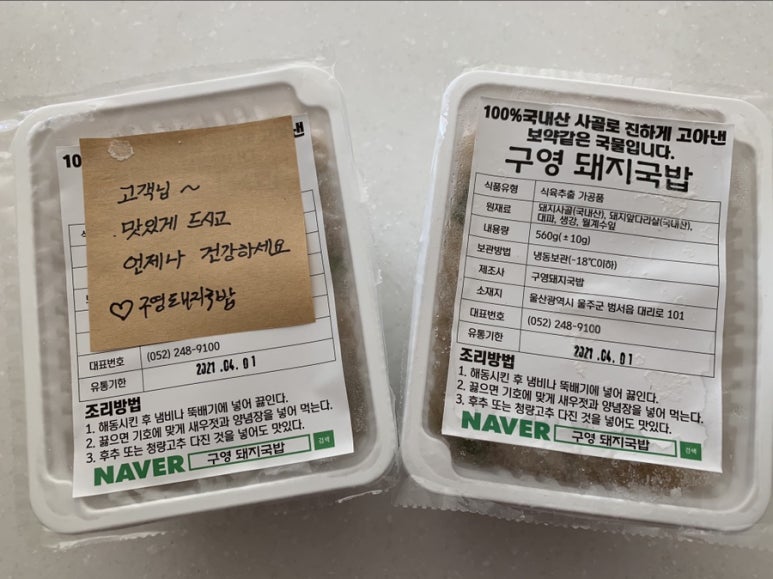 고객님 ~
맛있게 드시고
언제나 건강하세요
♡ 구영돼지국밥
대표번호 (052) 248-9100
유통기한 2021.04.01
조리방법
1. 해동시킨 후 냄비나 뚝배기에 넣어 끓인다.
2. 끓으면 기호에 맞게 새우젓과 양념장을 넣어 먹는다.
3. 후추 또는 청량고추 다진 것을 넣어도 맛있다.
NAVER 구영 돼지국밥 검색
100%국내산 사골로 진하게 고아낸
보약같은 국물입니다.
구영 돼지국밥
식품유형 식육추출 가공품
원재료 돼지사골(국내산), 돼지앞다리살(국내산),
대파, 생강, 월계수잎
내용량 560g(±10g)
보관방법 냉동보관(-18℃이하)
제조사 구영돼지국밥
소재지 울산광역시 울주군 범서읍 대리로 101
대표번호 (052) 248-9100
유통기한 2021.04.01
조리방법
1. 해동시킨 후 냄비나 뚝배기에 넣어 끓인다.
2. 끓으면 기호에 맞게 새우젓과 양념장을 넣어 먹는다.
3. 후추 또는 청량고추 다진 것을 넣어도 맛있다.
NAVER 구영 돼지국밥 검색